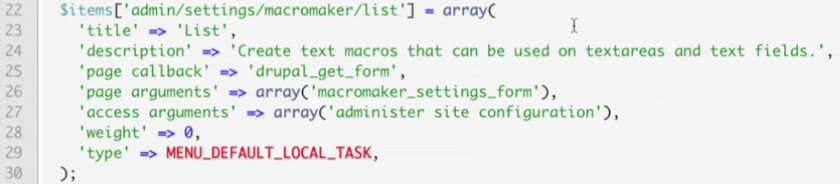 22 $items['admin/settings/macromaker/list'] = array(
23 'title' => 'List',
24 'description' => 'Create text macros that can be used on textareas and text fields.',
25 'page callback' => 'drupal_get_form',
26 'page arguments' => array('macromaker_settings_form'),
27 'access arguments' => array('administer site configuration'),
28 'weight' => 0,
29 'type' => MENU_DEFAULT_LOCAL_TASK,
30 );